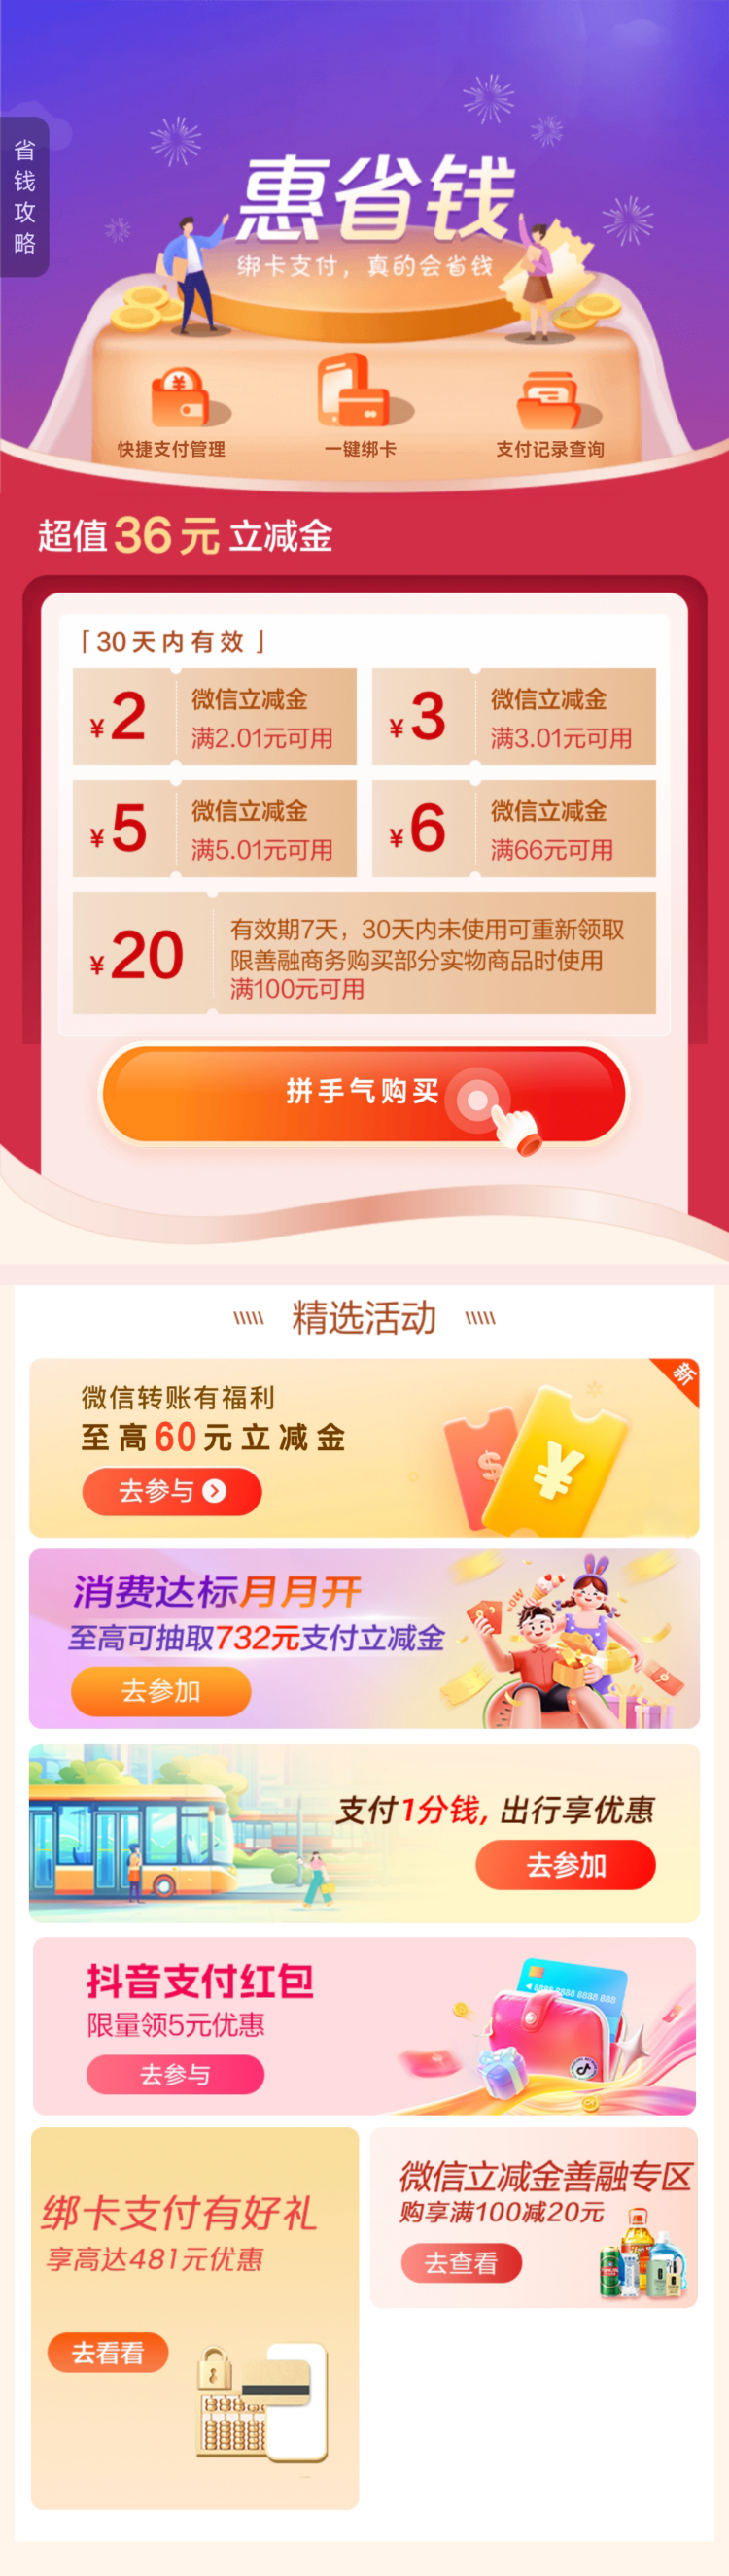 省钱攻略
惠省钱
绑卡支付，真的会省钱
快捷支付管理
一键绑卡
支付记录查询
超值36元立减金
「30天内有效」
¥2
微信立减金
满2.01元可用
¥3
微信立减金
满3.01元可用
¥5
微信立减金
满5.01元可用
¥6
微信立减金
满66元可用
¥20
有效期7天，30天内未使用可重新领取
限善融商务购买部分实物商品时使用
满100元可用
拼手气购买
精选活动
新
微信转账有福利
至高60元立减金
去参与
消费达标月月开
至高可抽取732元支付立减金
去参加
支付1分钱, 出行享优惠
去参加
抖音支付红包
限量领5元优惠
去参与
8888 8888 8888 888
绑卡支付有好礼
享高达481元优惠
去看看
微信立减金善融专区
购享满100减20元
去查看